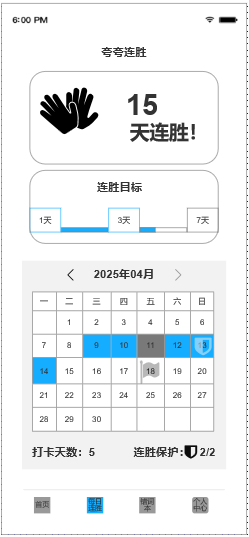 6:00 PM
夸夸连胜
15
天连胜！
连胜目标
1天 3天 7天
2025年04月
一 二 三 四 五 六 日
1 2 3 4 5 6
7 8 9 10 11 12 13
14 15 16 17 18 19 20
21 22 23 24 25 26 27
28 29 30
打卡天数：5 连胜保护： 2/2
首页 每日连胜 本 个人中心